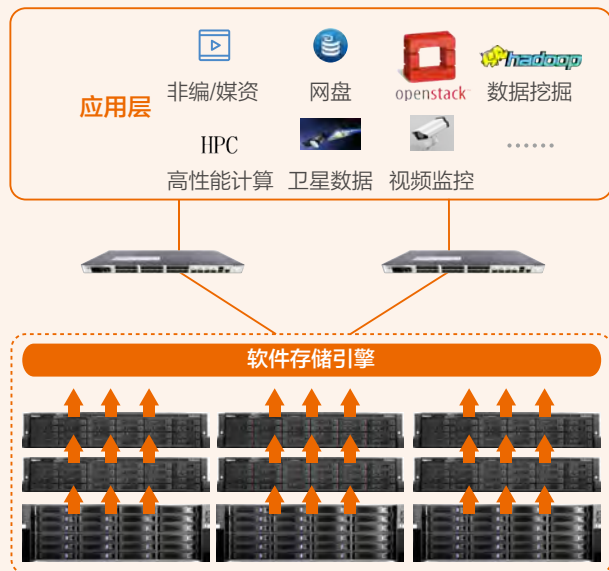 非编/媒资
网盘
openstack
hadoop
数据挖掘
应用层
HPC
高性能计算
卫星数据
视频监控
……
软件存储引擎